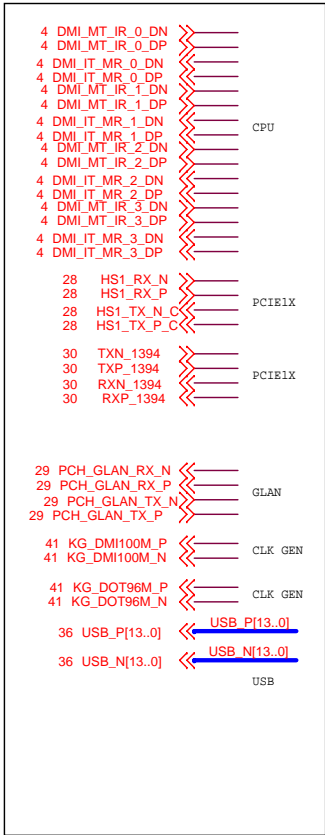 4 DMI_MT_IR_0_DN
4 DMI_MT_IR_0_DP
4 DMI_IT_MR_0_DN
4 DMI_IT_MR_0_DP
4 DMI_MT_IR_1_DN
4 DMI_MT_IR_1_DP
4 DMI_IT_MR_1_DN
CPU
4 DMI_IT_MR_1_DP
4 DMI_MT_IR_2_DN
4 DMI_MT_IR_2_DP
4 DMI_IT_MR_2_DN
4 DMI_IT_MR_2_DP
4 DMI_MT_IR_3_DN
4 DMI_MT_IR_3_DP
4 DMI_IT_MR_3_DN
4 DMI_IT_MR_3_DP
28 HS1_RX_N
28 HS1_RX_P
PCIE1X
28 HS1_TX_N_C
28 HS1_TX_P_C
30 TXN_1394
30 TXP_1394
PCIE1X
30 RXN_1394
30 RXP_1394
29 PCH_GLAN_RX_N
29 PCH_GLAN_RX_P
GLAN
29 PCH_GLAN_TX_N
29 PCH_GLAN_TX_P
41 KG_DMI100M_P
CLK GEN
41 KG_DMI100M_N
41 KG_DOT96M_P
CLK GEN
41 KG_DOT96M_N
36 USB_P[13..0] USB_P[13..0]
36 USB_N[13..0] USB_N[13..0]
USB